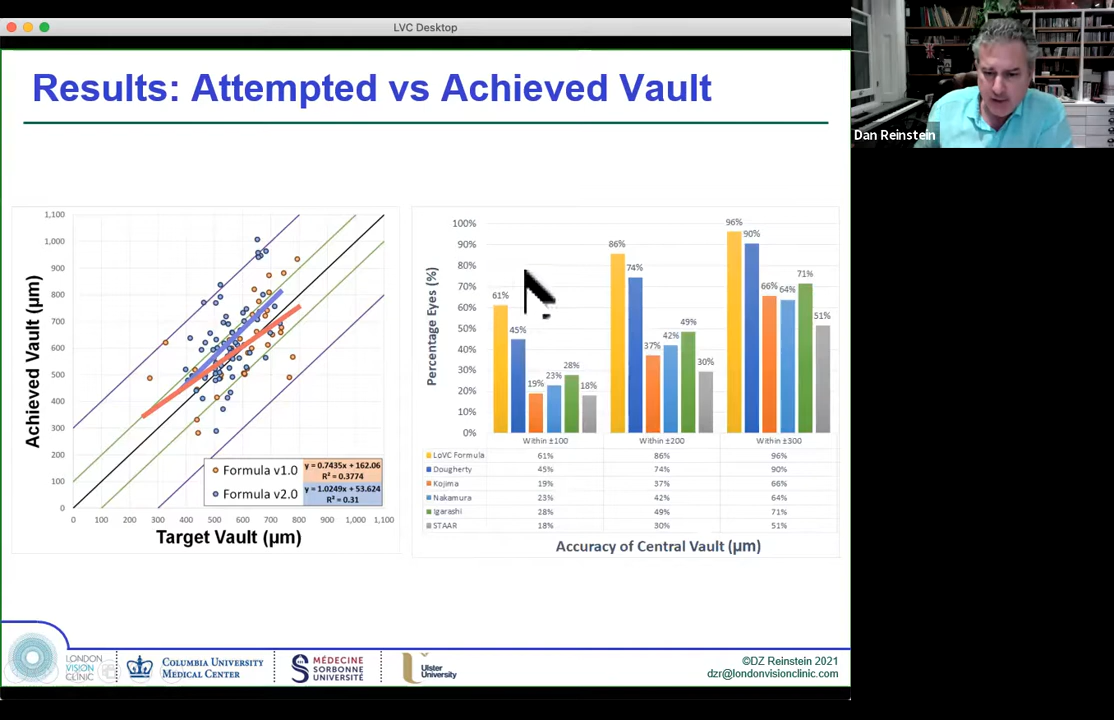 LVC Desktop
Results: Attempted vs Achieved Vault
Dan Reinstein
1,100
1,000
900
800
700
600
500
400
300
200
100
0
Achieved Vault (µm)
0 100 200 300 400 500 600 700 800 900 1,000 1,100
Target Vault (µm)
Formula v1.0
y = 0.7435x + 162.06
R² = 0.3774
Formula v2.0
y = 1.0249x + 53.624
R² = 0.31
100%
90%
80%
70%
60%
50%
40%
30%
20%
10%
0%
Percentage Eyes (%)
61% 45% 19% 23% 28% 18%
86% 74% 37% 42% 49% 30%
96% 90% 66% 64% 71% 51%
Within ±100 Within ±200 Within ±300
LoVC Formula 61% 86% 96%
Dougherty 45% 74% 90%
Kojima 19% 37% 66%
Nakamura 23% 42% 64%
Igarashi 28% 49% 71%
STAAR 18% 30% 51%
Accuracy of Central Vault (µm)
LONDON
VISION
CLINIC
COLUMBIA UNIVERSITY
MEDICAL CENTER
MÉDECINE
SORBONNE
UNIVERSITÉ
Ulster
University
©DZ Reinstein 2021
dzr@londonvisionclinic.com